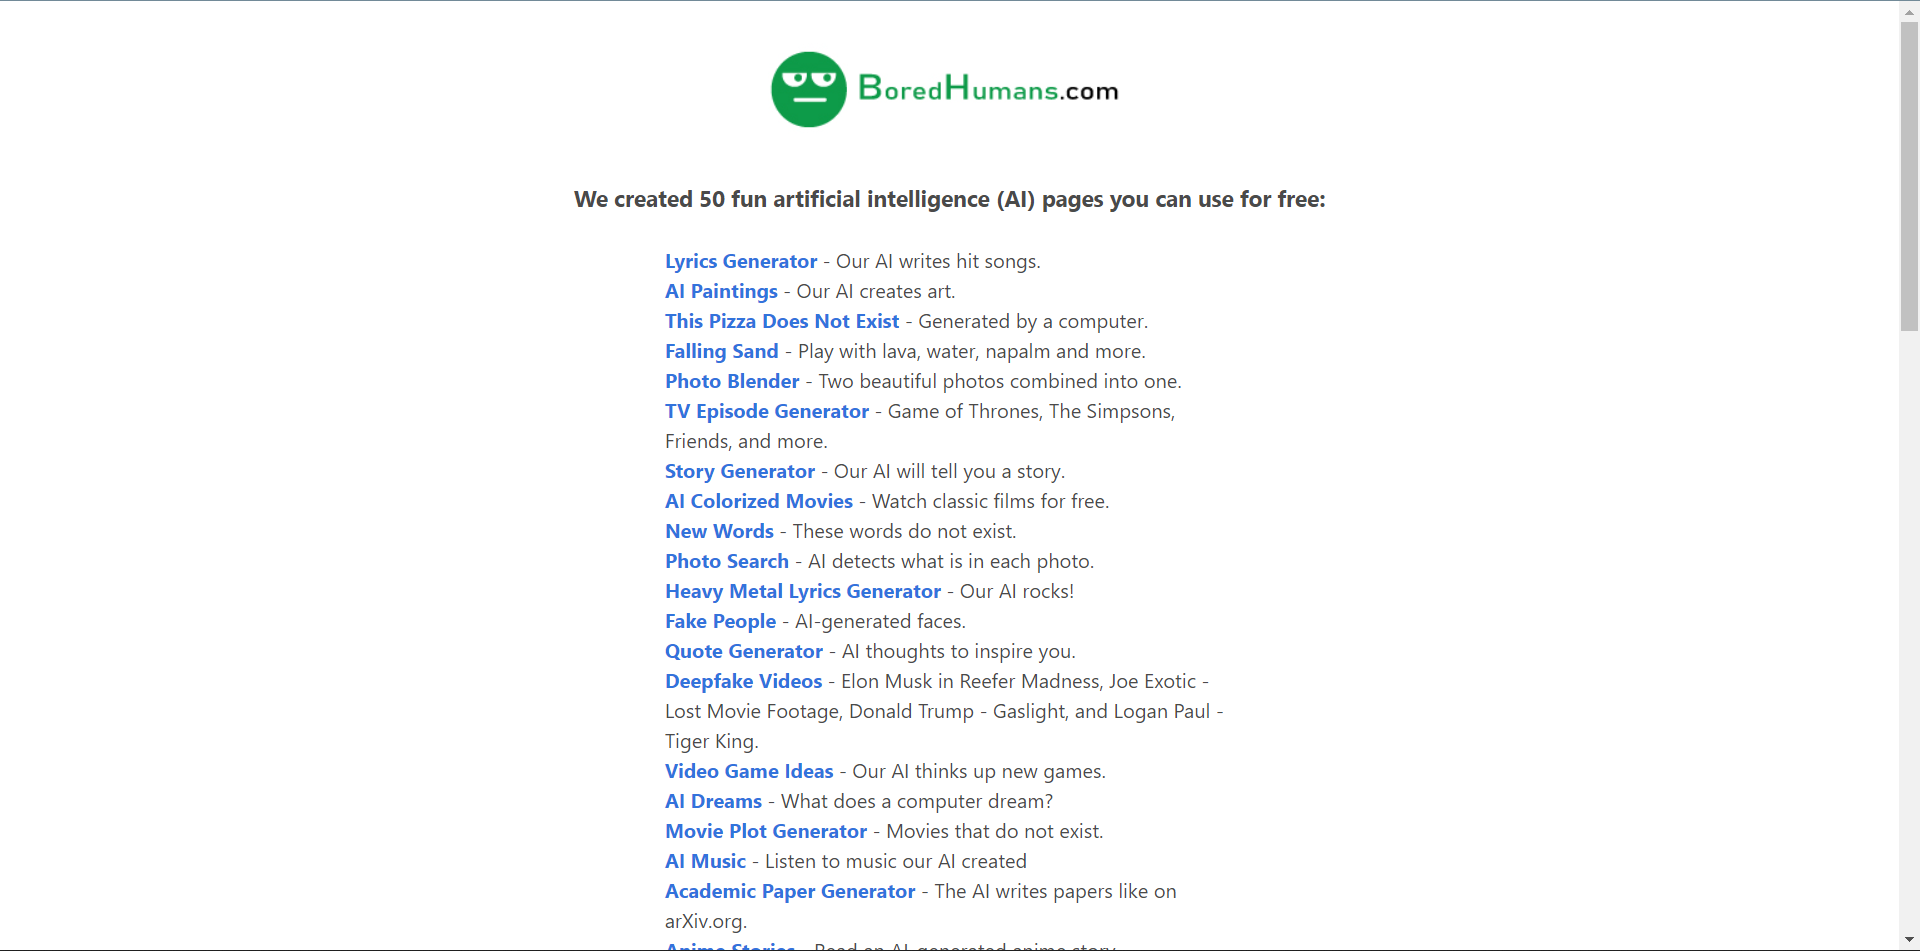 BoredHumans.com
We created 50 fun artificial intelligence (AI) pages you can use for free:
Lyrics Generator - Our AI writes hit songs.
AI Paintings - Our AI creates art.
This Pizza Does Not Exist - Generated by a computer.
Falling Sand - Play with lava, water, napalm and more.
Photo Blender - Two beautiful photos combined into one.
TV Episode Generator - Game of Thrones, The Simpsons,
Friends, and more.
Story Generator - Our AI will tell you a story.
AI Colorized Movies - Watch classic films for free.
New Words - These words do not exist.
Photo Search - AI detects what is in each photo.
Heavy Metal Lyrics Generator - Our AI rocks!
Fake People - AI-generated faces.
Quote Generator - AI thoughts to inspire you.
Deepfake Videos - Elon Musk in Reefer Madness, Joe Exotic -
Lost Movie Footage, Donald Trump - Gaslight, and Logan Paul -
Tiger King.
Video Game Ideas - Our AI thinks up new games.
AI Dreams - What does a computer dream?
Movie Plot Generator - Movies that do not exist.
AI Music - Listen to music our AI created
Academic Paper Generator - The AI writes papers like on
arXiv.org.
Anime Stories - Read an AI-generated anime story